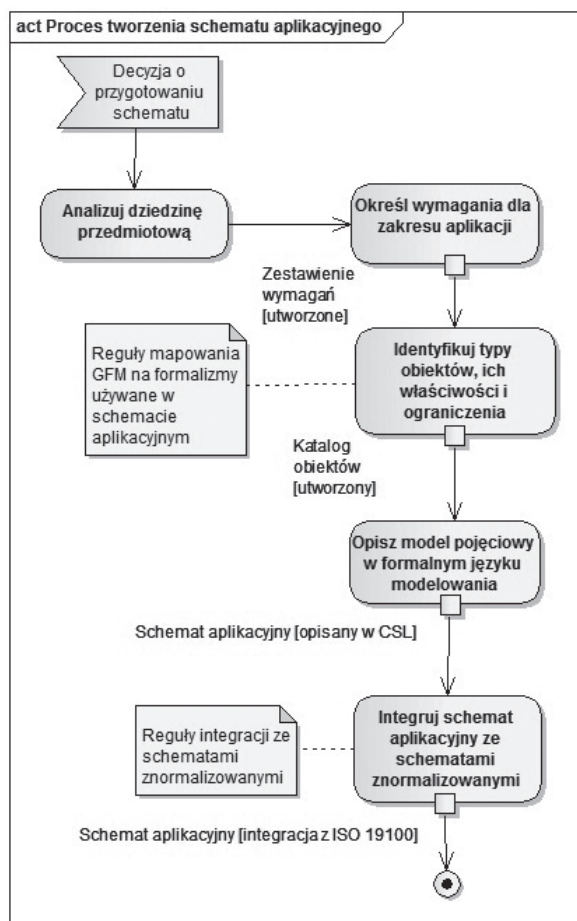 act Proces tworzenia schematu aplikacyjnego
Decyzja o
przygotowaniu
schematu
Analizuj dziedzinę
przedmiotową
Określ wymagania dla
zakresu aplikacji
Zestawienie
wymagań
[utworzone]
Reguły mapowania
GFM na formalizmy
używane w
schemacie
aplikacyjnym
Identyfikuj typy
obiektów, ich
właściwości i
ograniczenia
Katalog
obiektów
[utworzony]
Opisz model pojęciowy
w formalnym języku
modelowania
Schemat aplikacyjny [opisany w CSL]
Reguły integracji ze
schematami
znormalizowanymi
Integruj schemat
aplikacyjny ze
schematami
znormalizowanymi
Schemat aplikacyjny [integracja z ISO 19100]